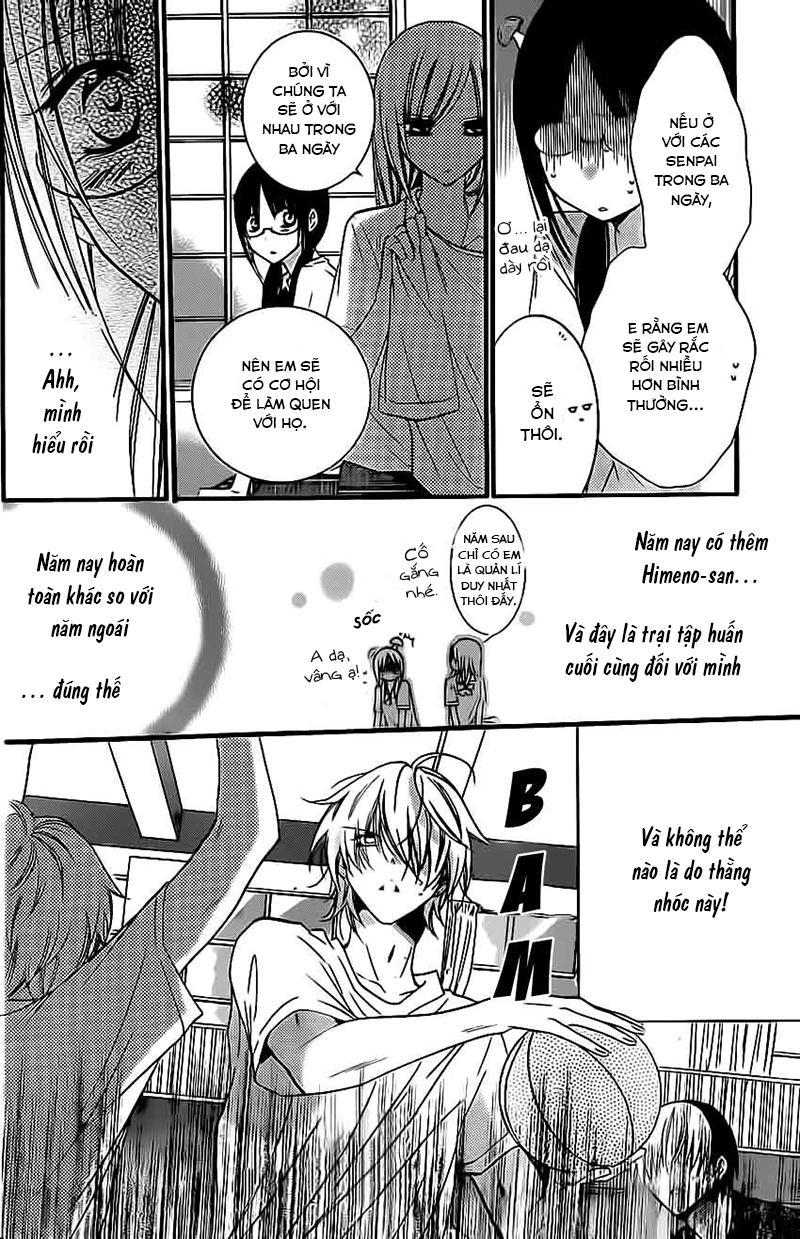 NẾU Ở
VỚI CÁC
SENPAI
TRONG BA
NGÀY,
Ơ... lại
đau dạ
dày rồi
E RẰNG EM
SẼ GÂY RẮC
RỐI NHIỀU
HƠN BÌNH
THƯỜNG...
SẼ
ỔN
THÔI.
BỞI VÌ
CHÚNG TA
SẼ Ở VỚI
NHAU TRONG
BA NGÀY
NÊN EM SẼ
CÓ CƠ HỘI
ĐỂ LÀM QUEN
VỚI HỌ.
...
Ahh,
mình
hiểu rồi
Năm nay có thêm
Himeno-san...
Và đây là trại tập huấn
cuối cùng đối với mình
NĂM SAU
CHỈ CÓ EM
LÀ QUẢN LÍ
DUY NHẤT
THÔI ĐẤY.
Cố
gắng
nhé.
SỐC
A dạ,
vâng ạ!
Năm nay hoàn
toàn khác so với
năm ngoái
... đúng thế
Và không thể
nào là do thằng
nhóc này!
BAM